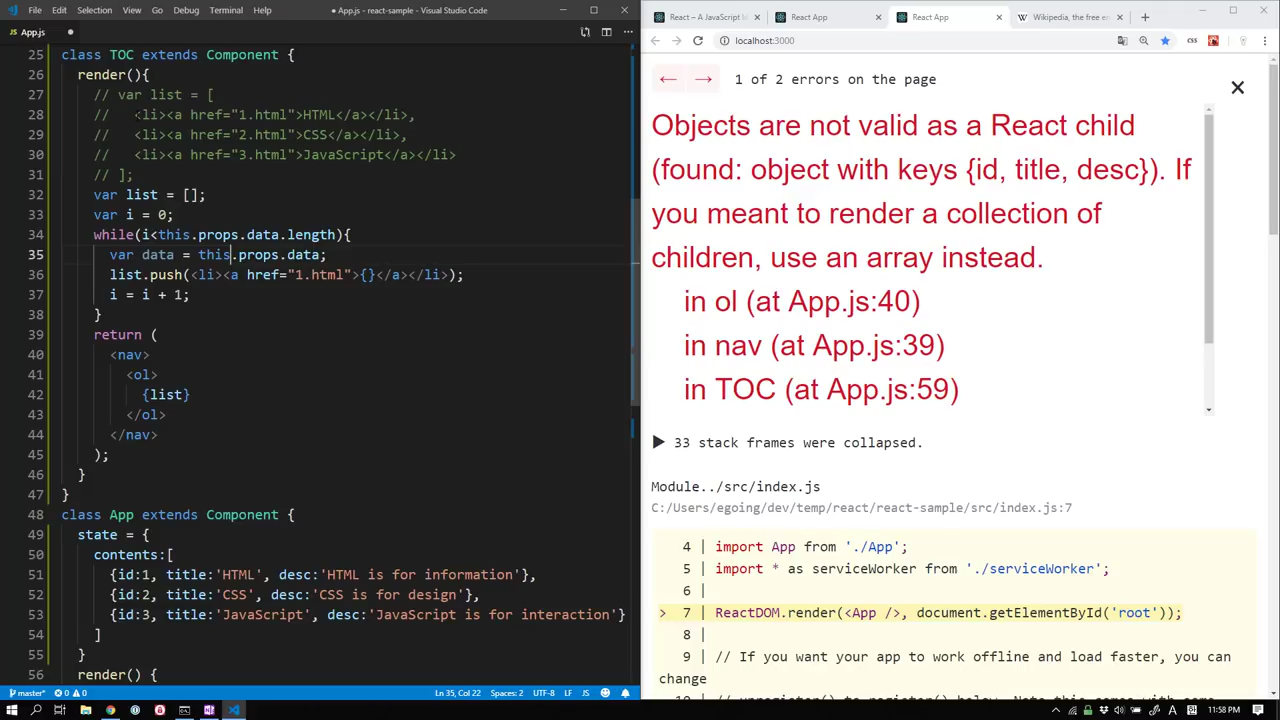 File Edit Selection View Go Debug Terminal
● App.js - react-sample - Visual Studio Code
App.js ●
25 class TOC extends Component {
26 render(){
27 // var list = [
28 // <li><a href="1.html">HTML</a></li>,
29 // <li><a href="2.html">CSS</a></li>,
30 // <li><a href="3.html">JavaScript</a></li>
31 // ];
32 var list = [];
33 var i = 0;
34 while(i<this.props.data.length){
35 var data = this.props.data;
36 list.push(<li><a href="1.html">{}</a></li>);
37 i = i + 1;
38 }
39 return (
40 <nav>
41 <ol>
42 {list}
43 </ol>
44 </nav>
45 );
46 }
47 }
48 class App extends Component {
49 state = {
50 contents:[
51 {id:1, title:'HTML', desc:'HTML is for information'},
52 {id:2, title:'CSS', desc:'CSS is for design'},
53 {id:3, title:'JavaScript', desc:'JavaScript is for interaction'}
54 ]
55 }
56 render() {
master* 0 0
Ln 35, Col 22 Spaces: 2 UTF-8 LF JS
React – A JavaScript l
React App
React App
Wikipedia, the free e
localhost:3000
css
1 of 2 errors on the page
Objects are not valid as a React child
(found: object with keys {id, title, desc}). If
you meant to render a collection of
children, use an array instead.
in ol (at App.js:40)
in nav (at App.js:39)
in TOC (at App.js:59)
▶ 33 stack frames were collapsed.
Module../src/index.js
C:/Users/egoing/dev/temp/react/react-sample/src/index.js:7
4 | import App from './App';
5 | import * as serviceWorker from './serviceWorker';
6 |
> 7 | ReactDOM.render(<App />, document.getElementById('root'));
8 |
9 | // If you want your app to work offline and load faster, you can
change
A
11:58 PM